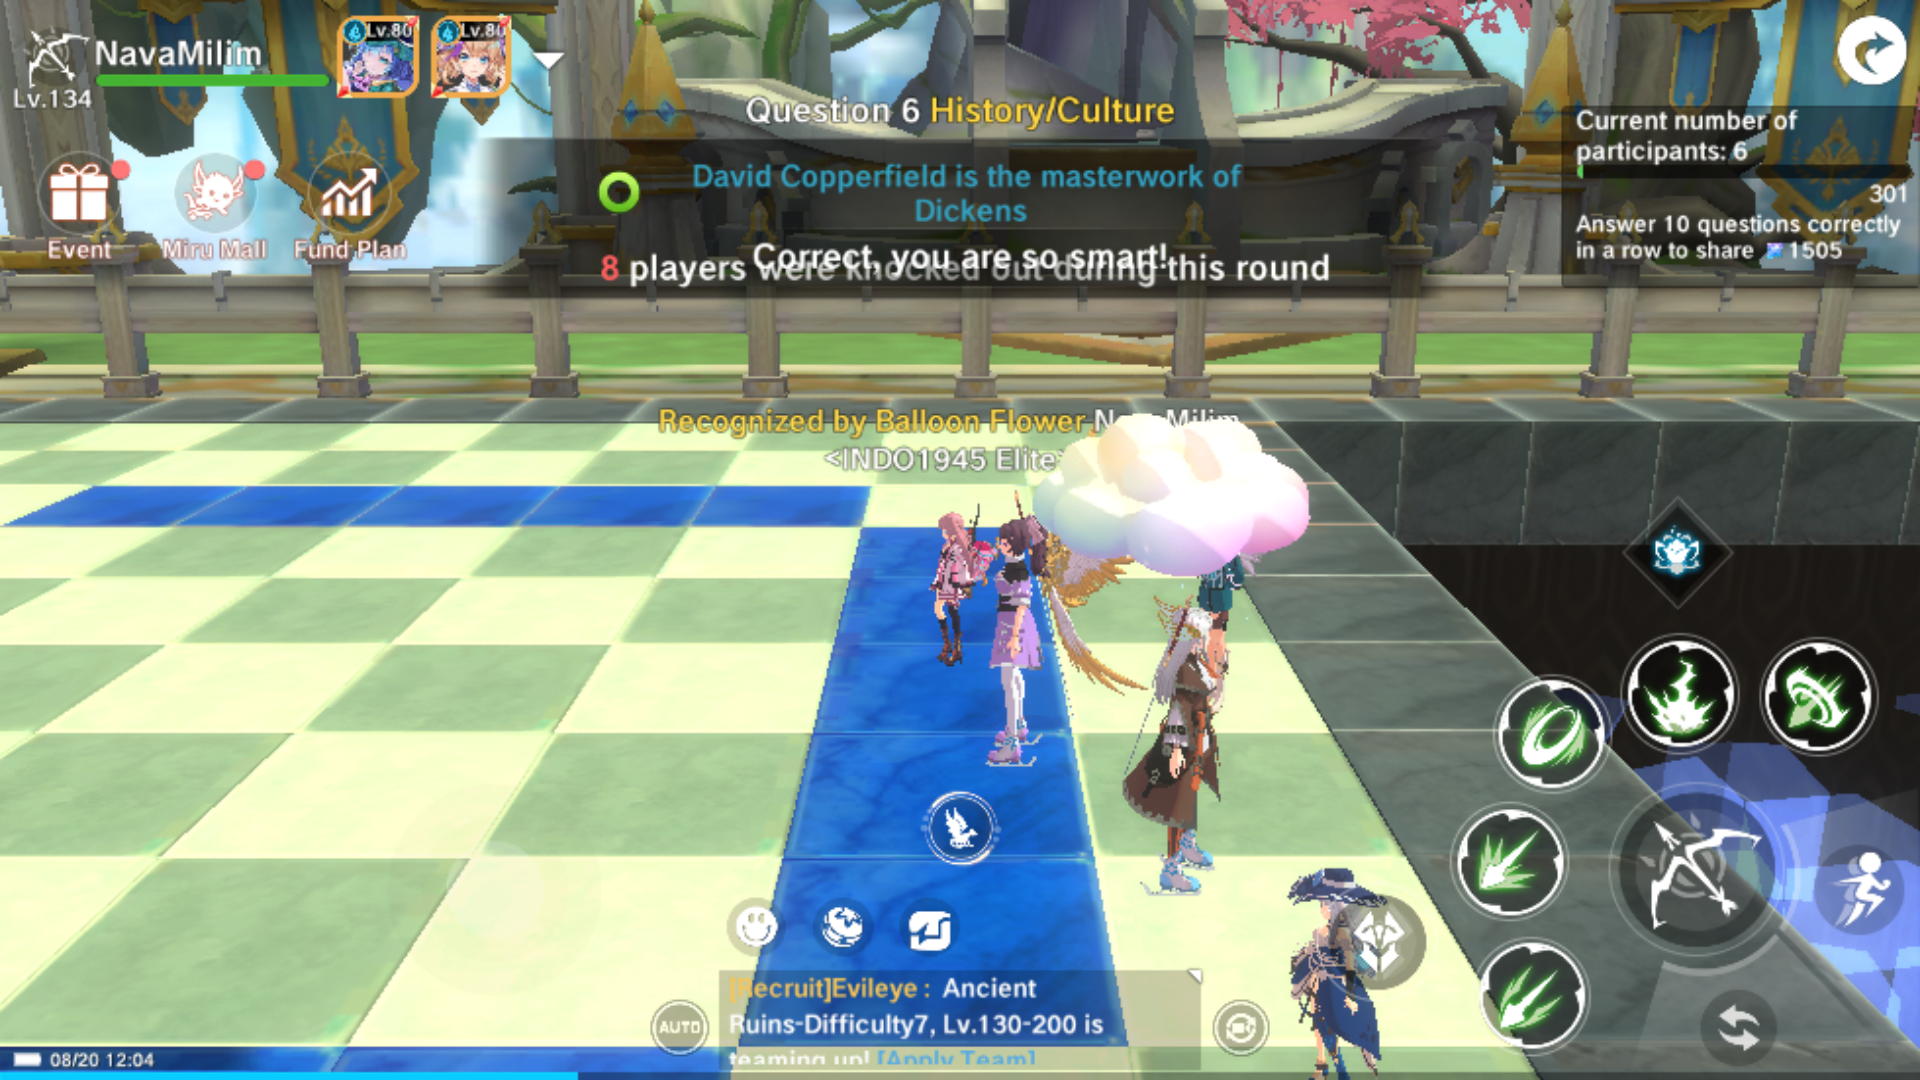 NavaMilim
Lv.134
Lv.80
Lv.80
Event
Miru Mall
Fund Plan
Question 6 History/Culture
David Copperfield is the masterwork of
Dickens
Correct, you are so smart!
8 players were knocked out during this round
Current number of
participants: 6
301
Answer 10 questions correctly
in a row to share 1505
Recognized by Balloon Flower NavaMilim
<INDO1945 Elite>
[Recruit]Evileye : Ancient
Ruins-Difficulty7, Lv.130-200 is
teaming up! [Apply Team]
AUTO
08/20 12:04